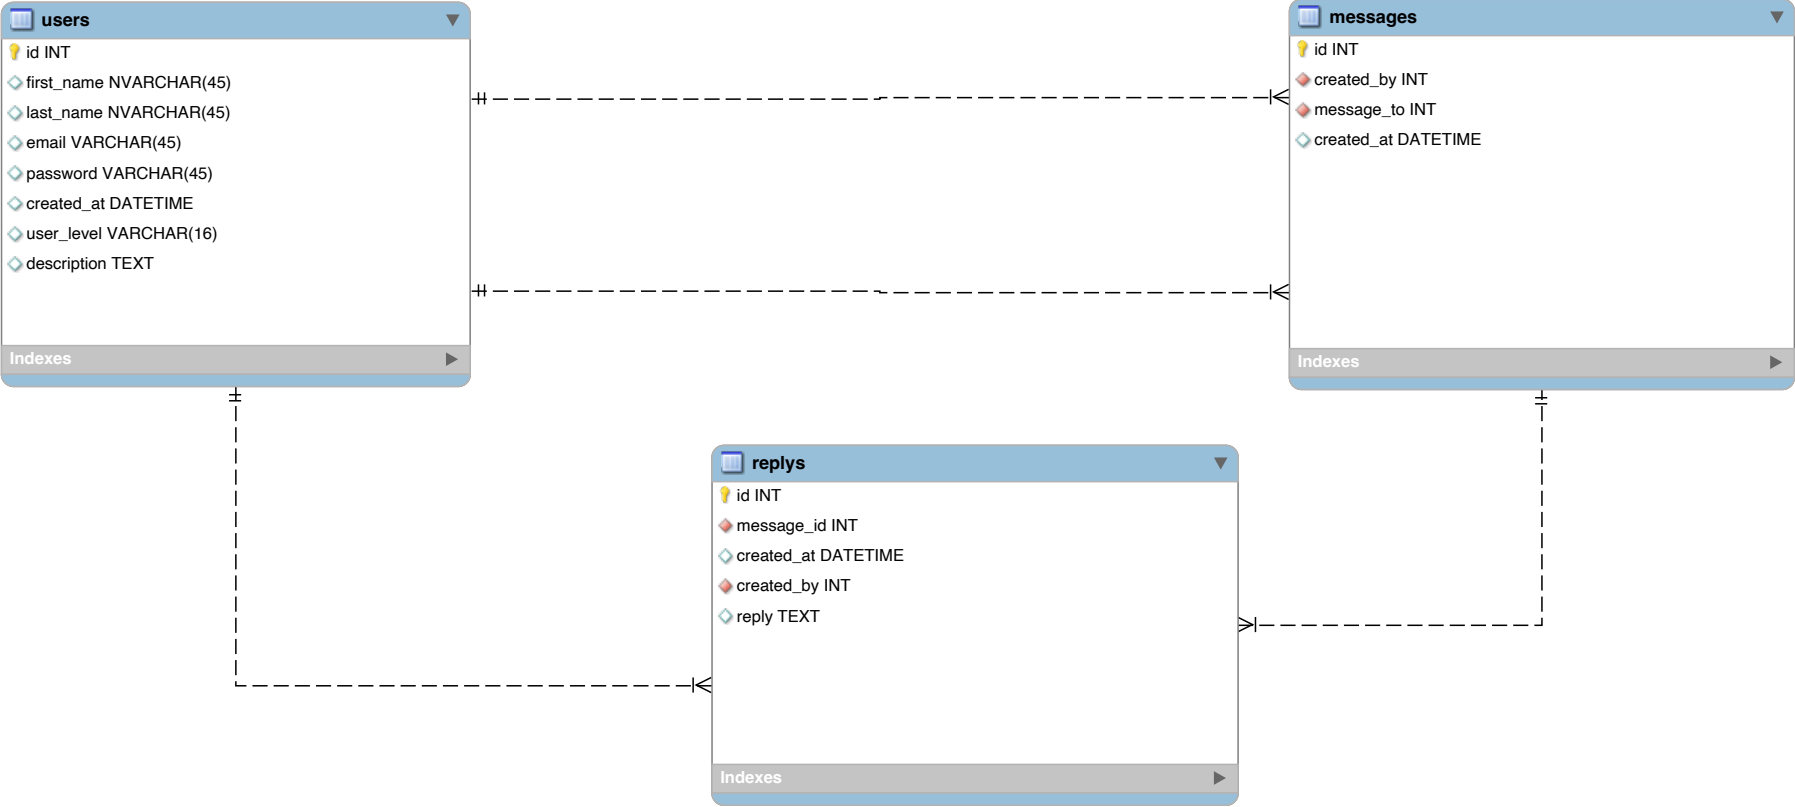 users
id INT
first_name NVARCHAR(45)
last_name NVARCHAR(45)
email VARCHAR(45)
password VARCHAR(45)
created_at DATETIME
user_level VARCHAR(16)
description TEXT
Indexes
messages
id INT
created_by INT
message_to INT
created_at DATETIME
Indexes
replys
id INT
message_id INT
created_at DATETIME
created_by INT
reply TEXT
Indexes